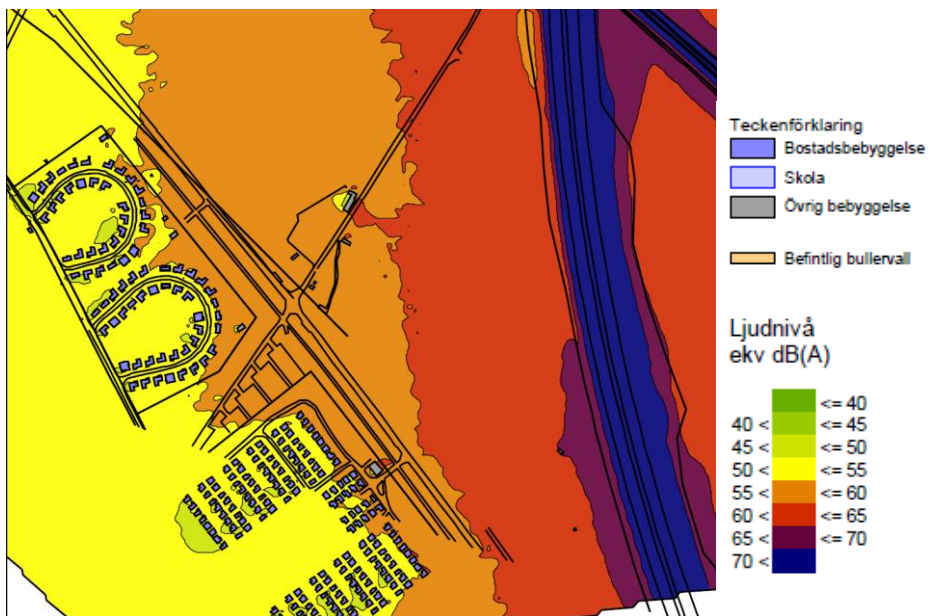 Teckenförklaring
Bostadsbebyggelse
Skola
Övrig bebyggelse
Befintlig bullervall
Ljudnivå
ekv dB(A)
<= 40
40 < <= 45
45 < <= 50
50 < <= 55
55 < <= 60
60 < <= 65
65 < <= 70
70 <